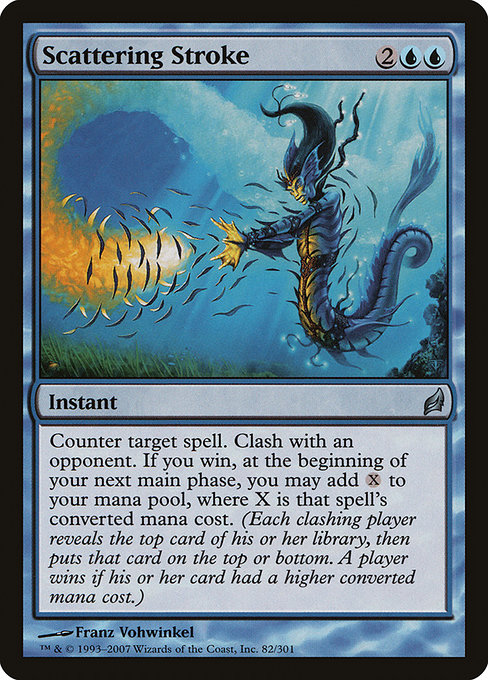 Scattering Stroke 2
Instant
Counter target spell. Clash with an
opponent. If you win, at the beginning of
your next main phase, you may add X to
your mana pool, where X is that spell's
converted mana cost. (Each clashing player
reveals the top card of his or her library, then
puts that card on the top or bottom. A player
wins if his or her card had a higher converted
mana cost.)
Franz Vohwinkel
™ & © 1993–2007 Wizards of the Coast, Inc. 82/301